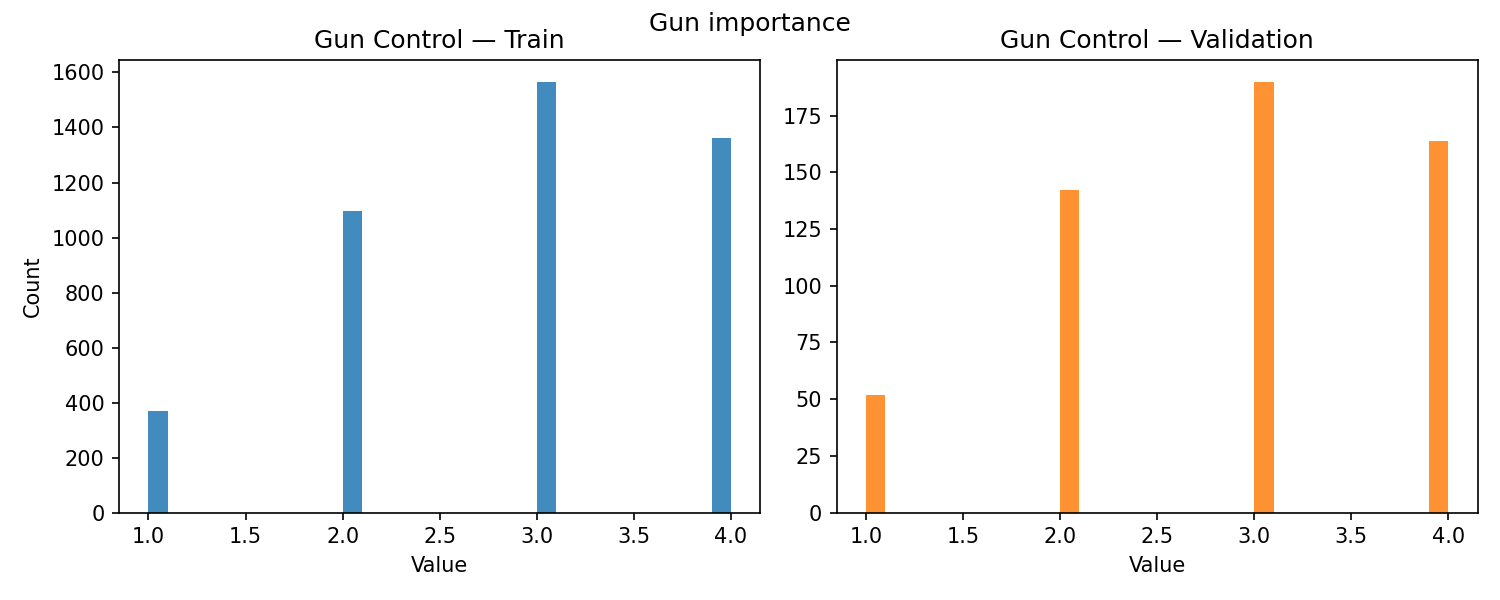 Gun importance
Gun Control — Train
1600
1400
1200
1000
800
600
400
200
0
Count
1.0 1.5 2.0 2.5 3.0 3.5 4.0
Value
Gun Control — Validation
175
150
125
100
75
50
25
0
1.0 1.5 2.0 2.5 3.0 3.5 4.0
Value